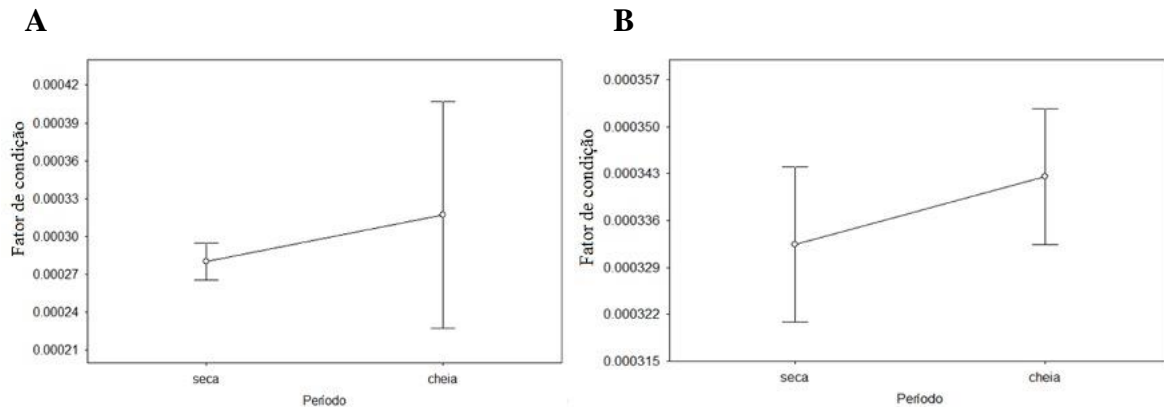 A
Fator de condição
0.00042
0.00039
0.00036
0.00033
0.00030
0.00027
0.00024
0.00021
seca
cheia
Período
B
Fator de condição
0.000357
0.000350
0.000343
0.000336
0.000329
0.000322
0.000315
seca
cheia
Período